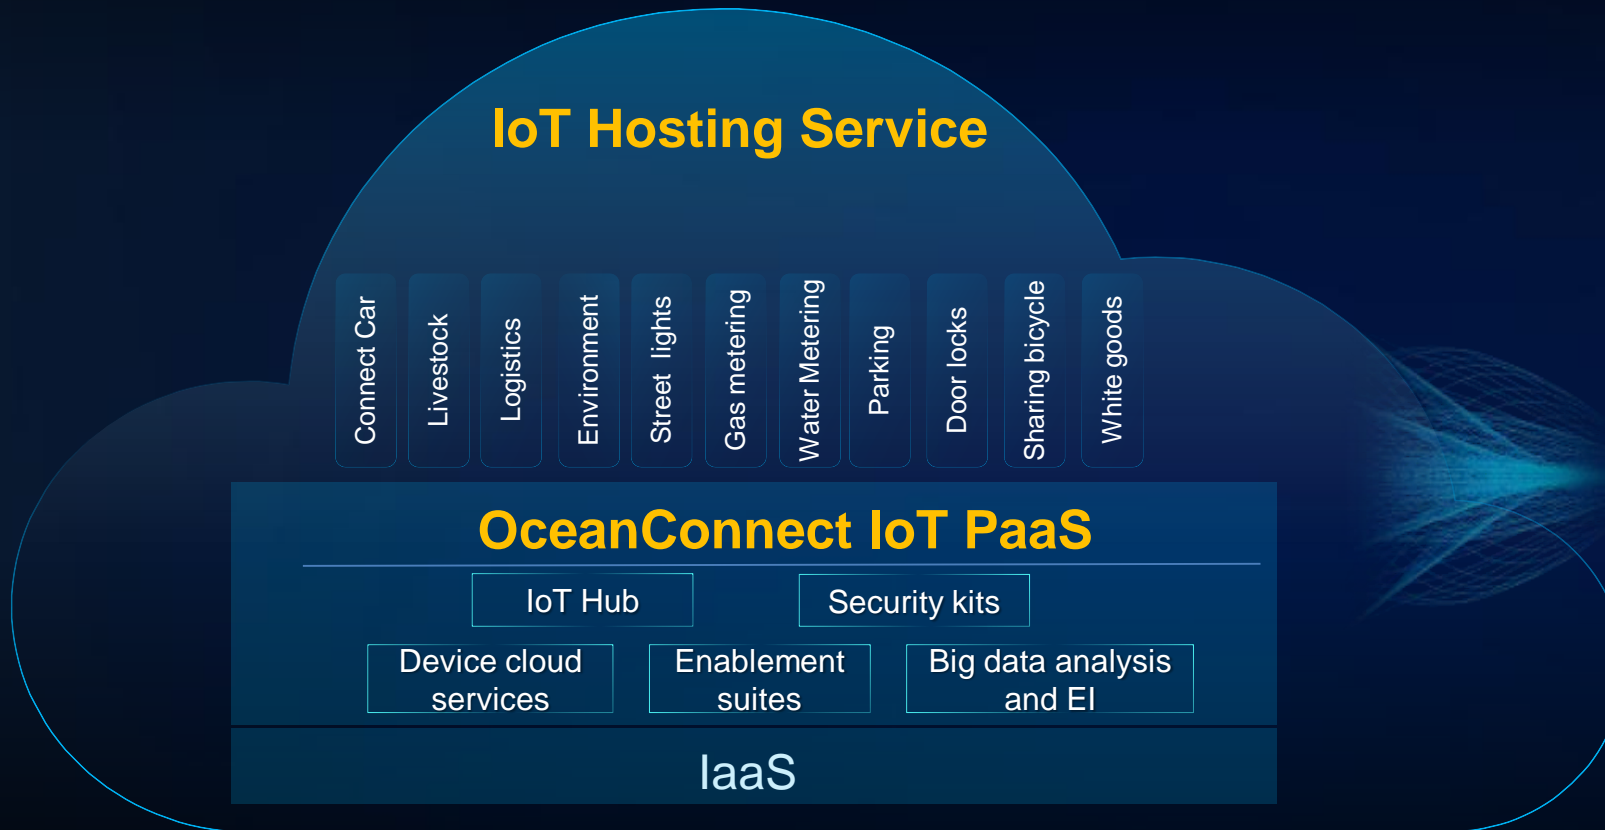 IoT Hosting Service
Connect Car
Livestock
Logistics
Environment
Street lights
Gas metering
Water Metering
Parking
Door locks
Sharing bicycle
White goods
OceanConnect IoT PaaS
IoT Hub
Security kits
Device cloud
services
Enablement
suites
Big data analysis
and EI
IaaS